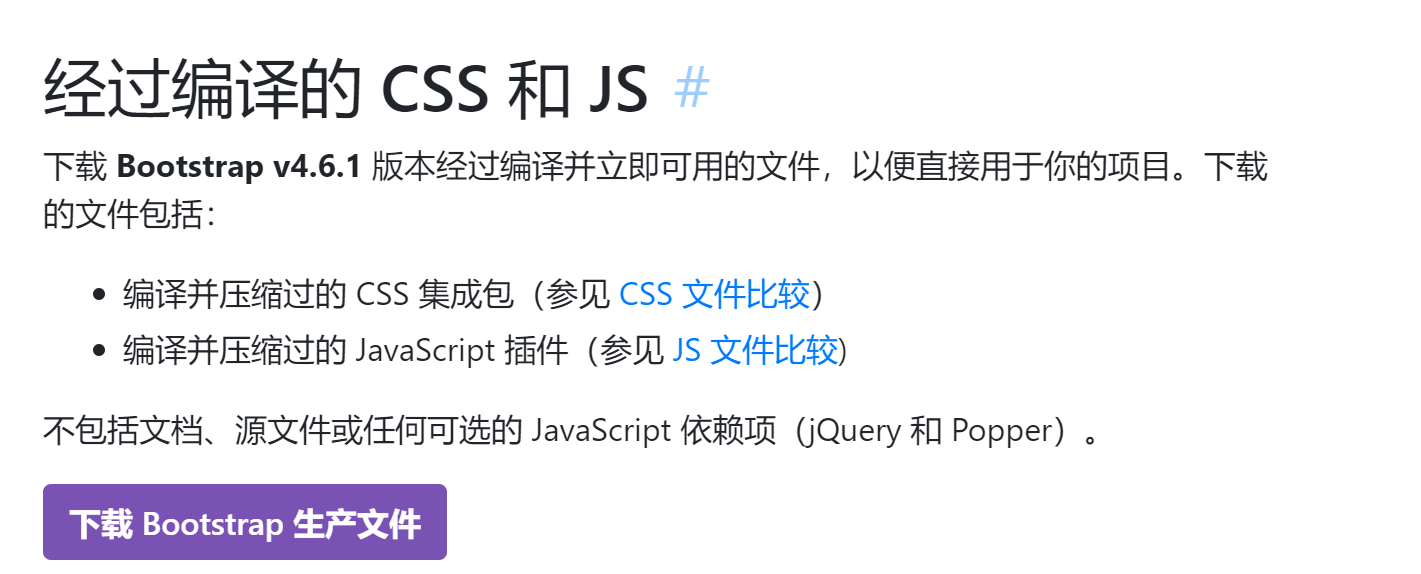 经过编译的 CSS 和 JS #
下载 Bootstrap v4.6.1 版本经过编译并立即可用的文件，以便直接用于你的项目。下载
的文件包括：
编译并压缩过的 CSS 集成包（参见 CSS 文件比较）
编译并压缩过的 JavaScript 插件（参见 JS 文件比较)
不包括文档、源文件或任何可选的 JavaScript 依赖项（jQuery 和 Popper）。
下载 Bootstrap 生产文件